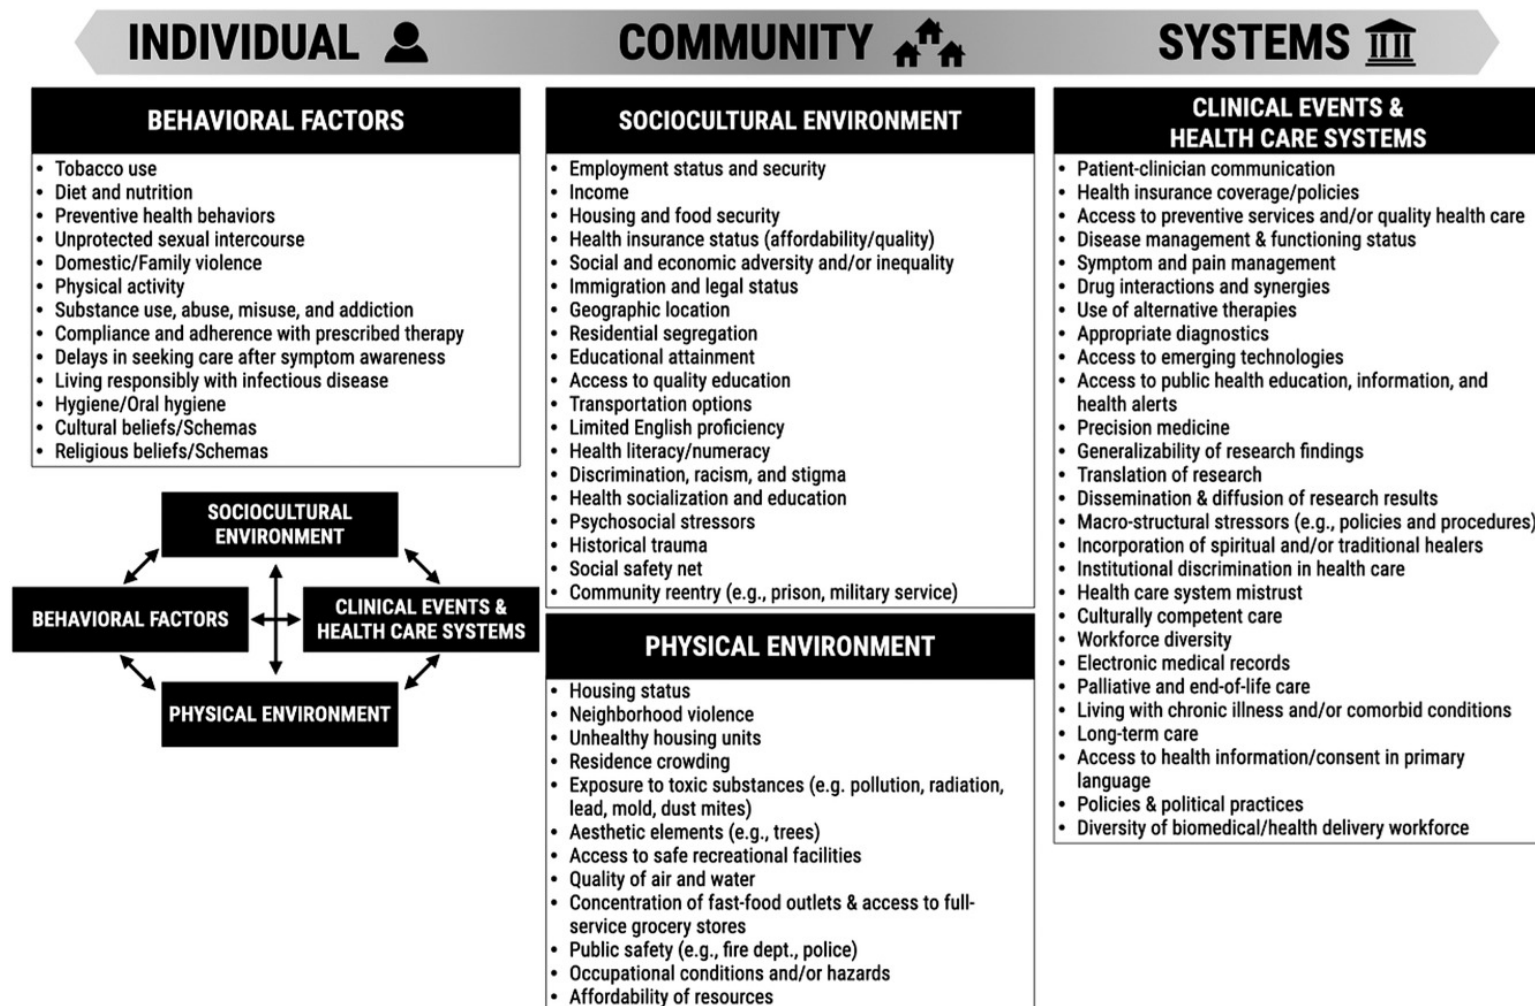 INDIVIDUAL
COMMUNITY
SYSTEMS
BEHAVIORAL FACTORS
• Tobacco use
• Diet and nutrition
• Preventive health behaviors
• Unprotected sexual intercourse
• Domestic/Family violence
• Physical activity
• Substance use, abuse, misuse, and addiction
• Compliance and adherence with prescribed therapy
• Delays in seeking care after symptom awareness
• Living responsibly with infectious disease
• Hygiene/Oral hygiene
• Cultural beliefs/Schemas
• Religious beliefs/Schemas
SOCIOCULTURAL
ENVIRONMENT
BEHAVIORAL FACTORS
CLINICAL EVENTS &
HEALTH CARE SYSTEMS
PHYSICAL ENVIRONMENT
SOCIOCULTURAL ENVIRONMENT
• Employment status and security
• Income
• Housing and food security
• Health insurance status (affordability/quality)
• Social and economic adversity and/or inequality
• Immigration and legal status
• Geographic location
• Residential segregation
• Educational attainment
• Access to quality education
• Transportation options
• Limited English proficiency
• Health literacy/numeracy
• Discrimination, racism, and stigma
• Health socialization and education
• Psychosocial stressors
• Historical trauma
• Social safety net
• Community reentry (e.g., prison, military service)
PHYSICAL ENVIRONMENT
• Housing status
• Neighborhood violence
• Unhealthy housing units
• Residence crowding
• Exposure to toxic substances (e.g. pollution, radiation,
lead, mold, dust mites)
• Aesthetic elements (e.g., trees)
• Access to safe recreational facilities
• Quality of air and water
• Concentration of fast-food outlets & access to full-
service grocery stores
• Public safety (e.g., fire dept., police)
• Occupational conditions and/or hazards
• Affordability of resources
CLINICAL EVENTS &
HEALTH CARE SYSTEMS
• Patient-clinician communication
• Health insurance coverage/policies
• Access to preventive services and/or quality health care
• Disease management & functioning status
• Symptom and pain management
• Drug interactions and synergies
• Use of alternative therapies
• Appropriate diagnostics
• Access to emerging technologies
• Access to public health education, information, and
health alerts
• Precision medicine
• Generalizability of research findings
• Translation of research
• Dissemination & diffusion of research results
• Macro-structural stressors (e.g., policies and procedures)
• Incorporation of spiritual and/or traditional healers
• Institutional discrimination in health care
• Health care system mistrust
• Culturally competent care
• Workforce diversity
• Electronic medical records
• Palliative and end-of-life care
• Living with chronic illness and/or comorbid conditions
• Long-term care
• Access to health information/consent in primary
language
• Policies & political practices
• Diversity of biomedical/health delivery workforce